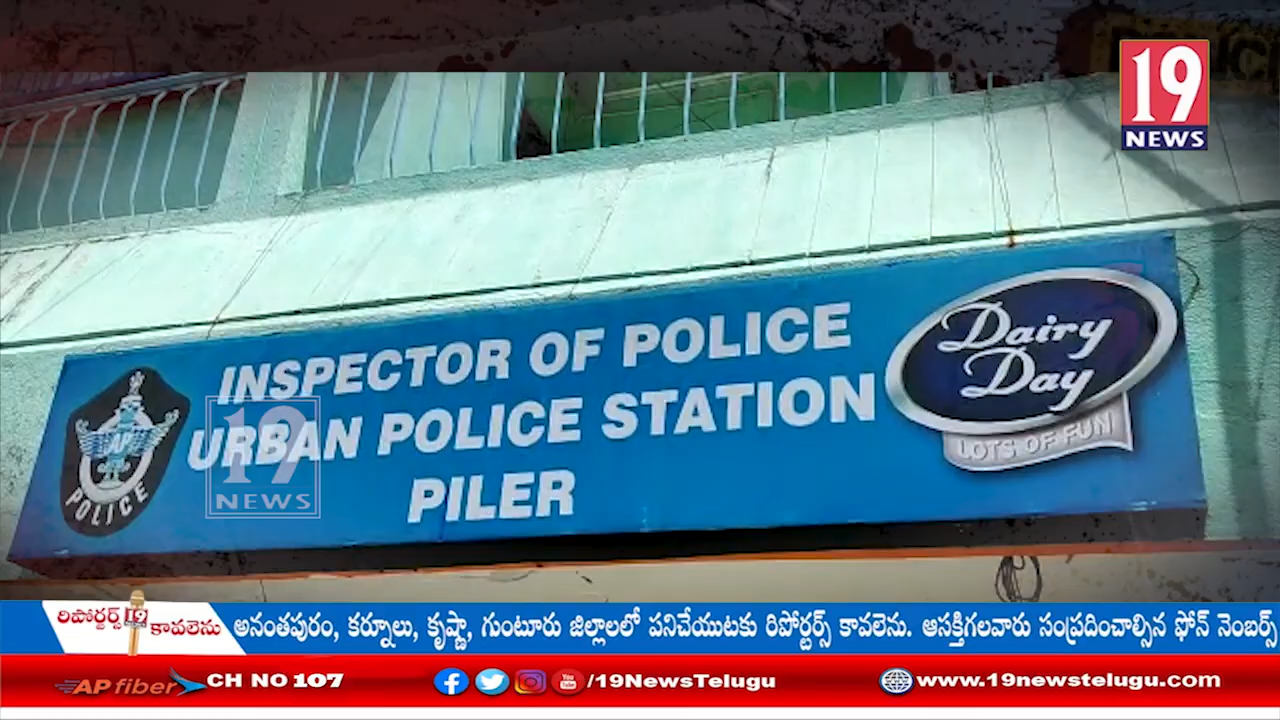 19
NEWS
INSPECTOR OF POLICE
URBAN POLICE STATION
PILER
AP
POLICE
Dairy
Day
LOTS OF FUN
19
NEWS
రిపోర్టర్స్ 19
కావలెను
అనంతపురం, కర్నూలు, కృష్ణా, గుంటూరు జిల్లాలలో పనిచేయుటకు రిపోర్టర్స్ కావలెను. ఆసక్తిగలవారు సంప్రదించాల్సిన ఫోన్ నెంబర్స్
AP fiber CH NO 107 /19NewsTelugu www.19newstelugu.com